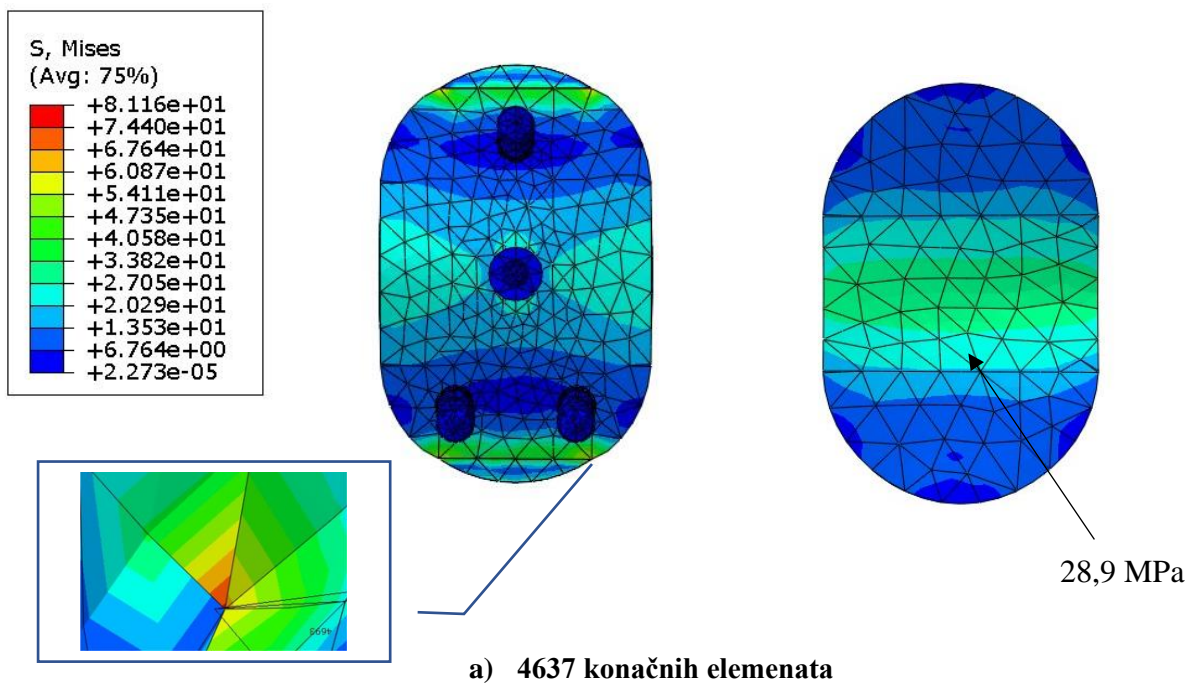 S, Mises
(Avg: 75%)
+8.116e+01
+7.440e+01
+6.764e+01
+6.087e+01
+5.411e+01
+4.735e+01
+4.058e+01
+3.382e+01
+2.705e+01
+2.029e+01
+1.353e+01
+6.764e+00
+2.273e-05
28,9 MPa
4693
a) 4637 konačnih elemenata